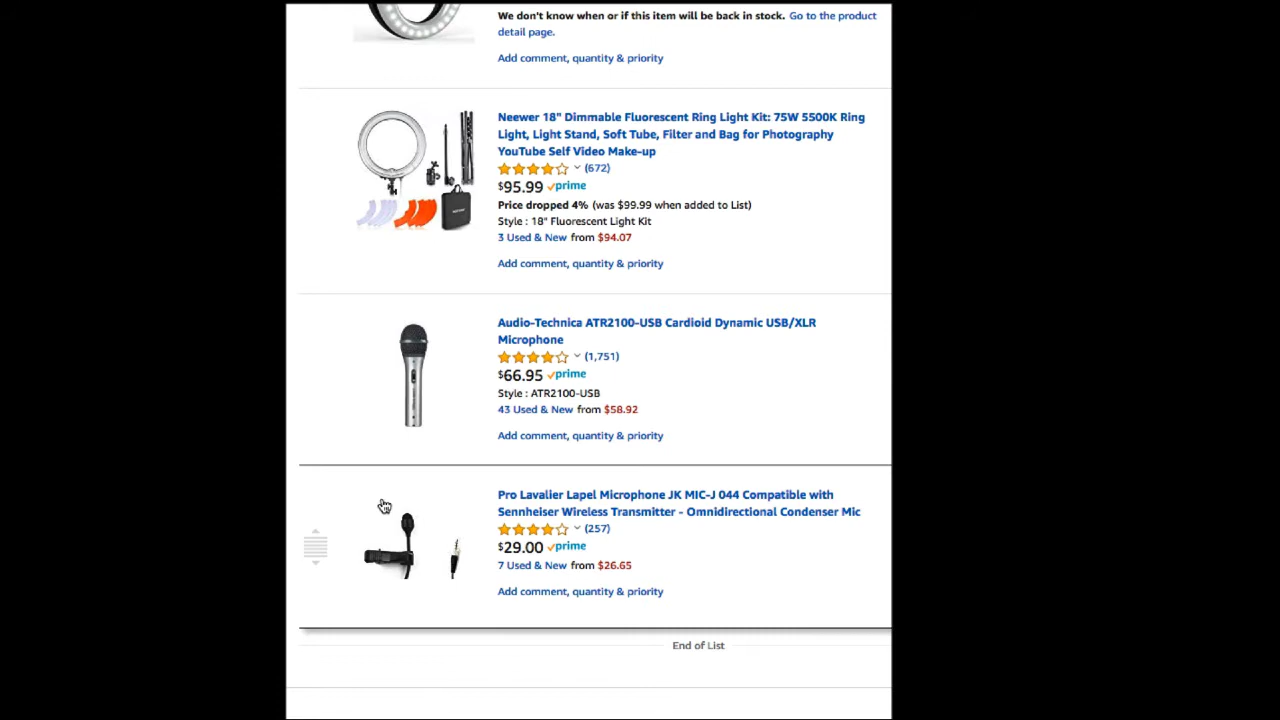 We don't know when or if this item will be back in stock. Go to the product
detail page.
Add comment, quantity & priority
Neewer 18" Dimmable Fluorescent Ring Light Kit: 75W 5500K Ring
Light, Light Stand, Soft Tube, Filter and Bag for Photography
YouTube Self Video Make-up
(672)
$95.99 prime
Price dropped 4% (was $99.99 when added to List)
Style : 18" Fluorescent Light Kit
3 Used & New from $94.07
Add comment, quantity & priority
Audio-Technica ATR2100-USB Cardioid Dynamic USB/XLR
Microphone
(1,751)
$66.95 prime
Style : ATR2100-USB
43 Used & New from $58.92
Add comment, quantity & priority
Pro Lavalier Lapel Microphone JK MIC-J 044 Compatible with
Sennheiser Wireless Transmitter - Omnidirectional Condenser Mic
(257)
$29.00 prime
7 Used & New from $26.65
Add comment, quantity & priority
End of List